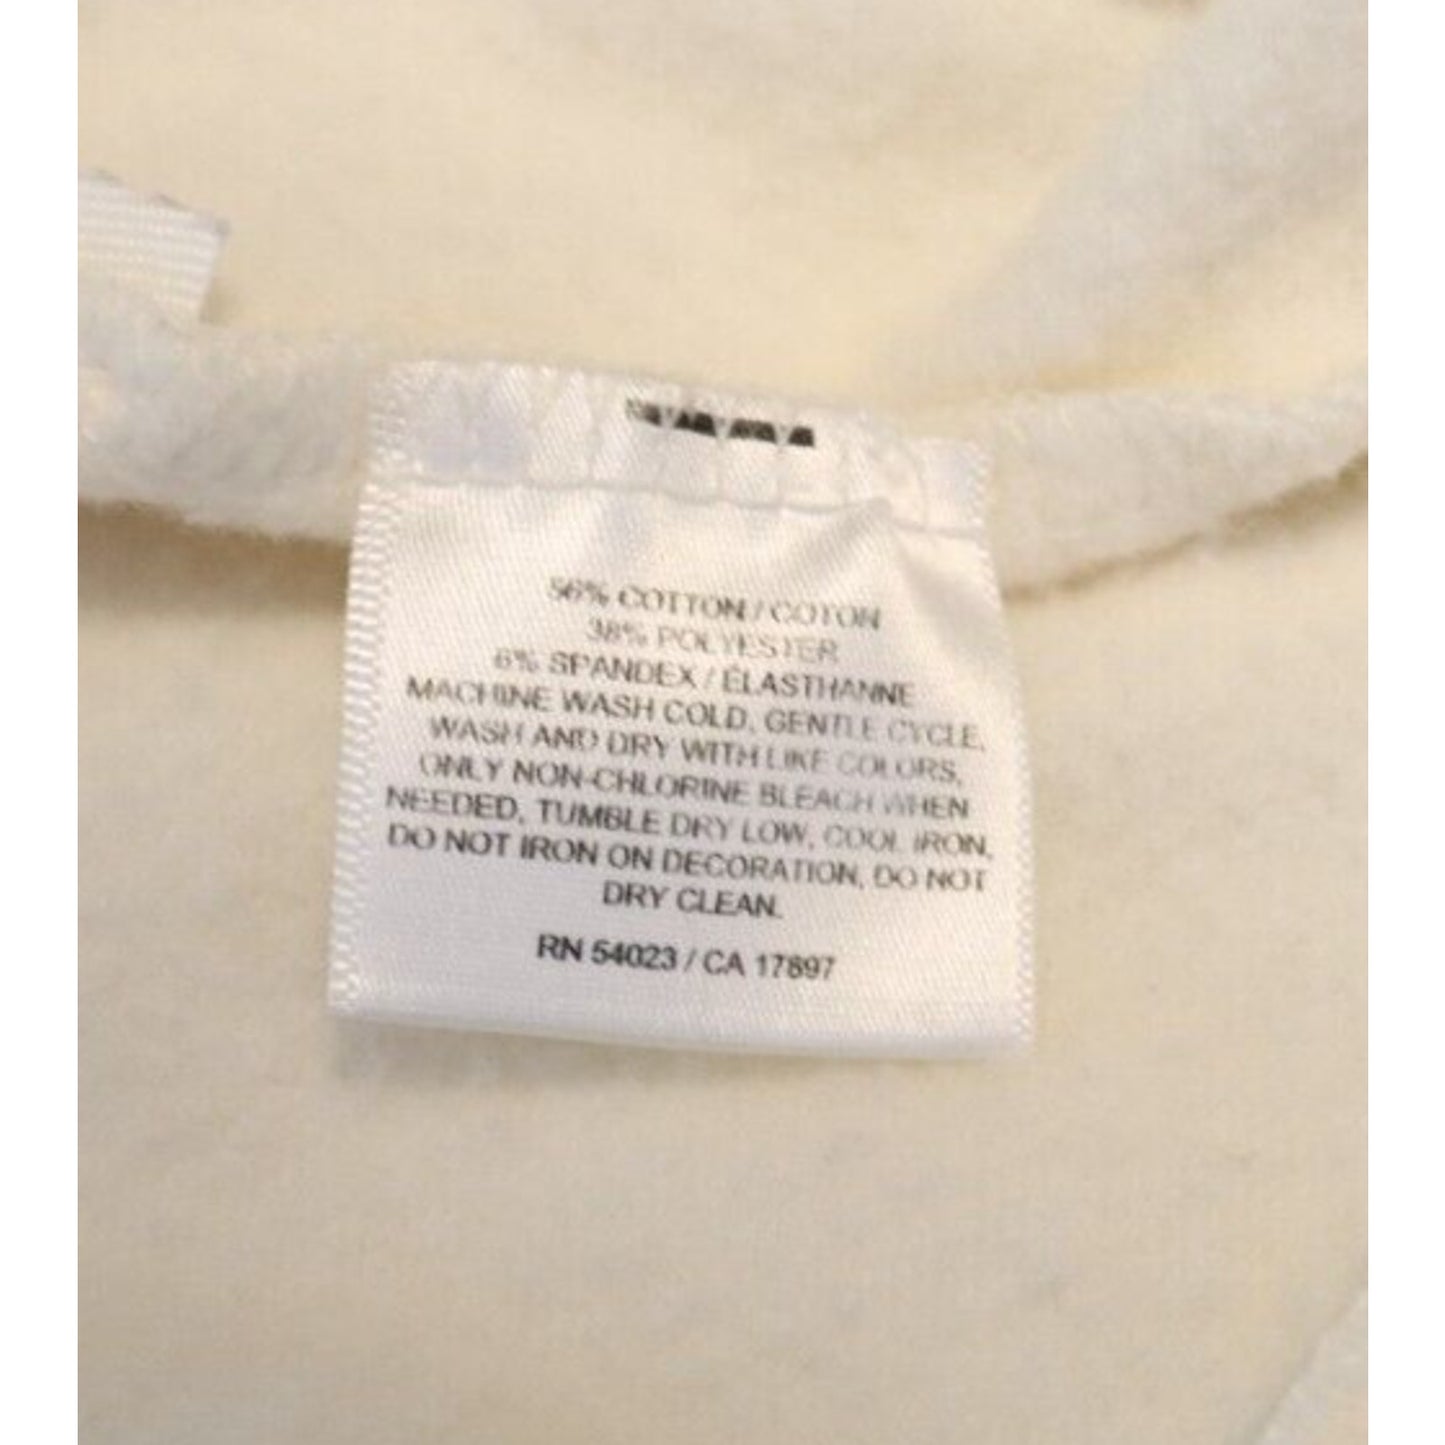 56% COTTON / COTON
38% POLYESTER
6% SPANDEX / ÉLASTHANNE
MACHINE WASH COLD, GENTLE CYCLE,
WASH AND DRY WITH LIKE COLORS,
ONLY NON-CHLORINE BLEACH WHEN
NEEDED, TUMBLE DRY LOW, COOL IRON,
DO NOT IRON ON DECORATION, DO NOT
DRY CLEAN.
RN 54023 / CA 17897